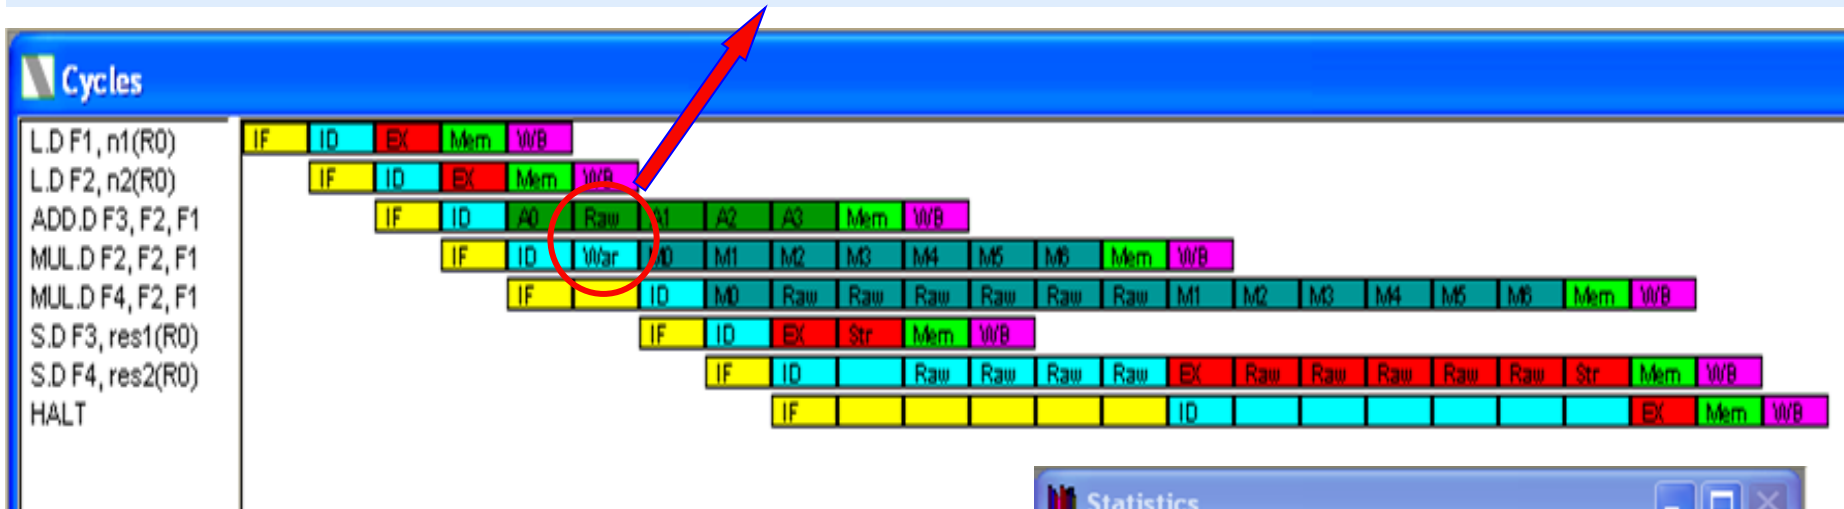 Cycles
L.D F1, n1(R0) IF ID EX Mem WB
L.D F2, n2(R0) IF ID EX Mem WB
ADD.D F3, F2, F1 IF ID A0 Raw A1 A2 A3 Mem WB
MUL.D F2, F2, F1 IF ID War M0 M1 M2 M3 M4 M5 M6 Mem WB
MUL.D F4, F2, F1 IF ID M0 Raw Raw Raw Raw Raw Raw M1 M2 M3 M4 M5 M6 Mem WB
S.D F3, res1(R0) IF ID EX Str Mem WB
S.D F4, res2(R0) IF ID Raw Raw Raw Raw EX Raw Raw Raw Raw Raw Str Mem WB
HALT IF ID EX Mem WB
Statistics